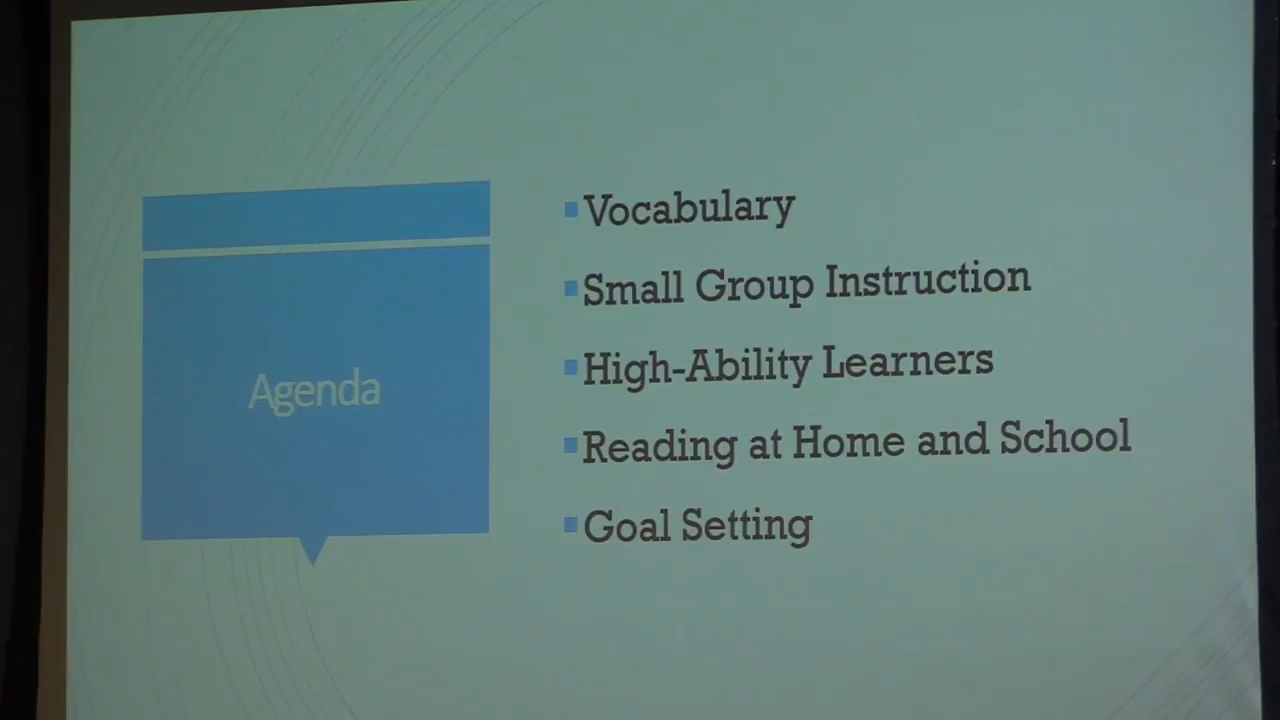 Agenda
Vocabulary
Small Group Instruction
High-Ability Learners
Reading at Home and School
Goal Setting